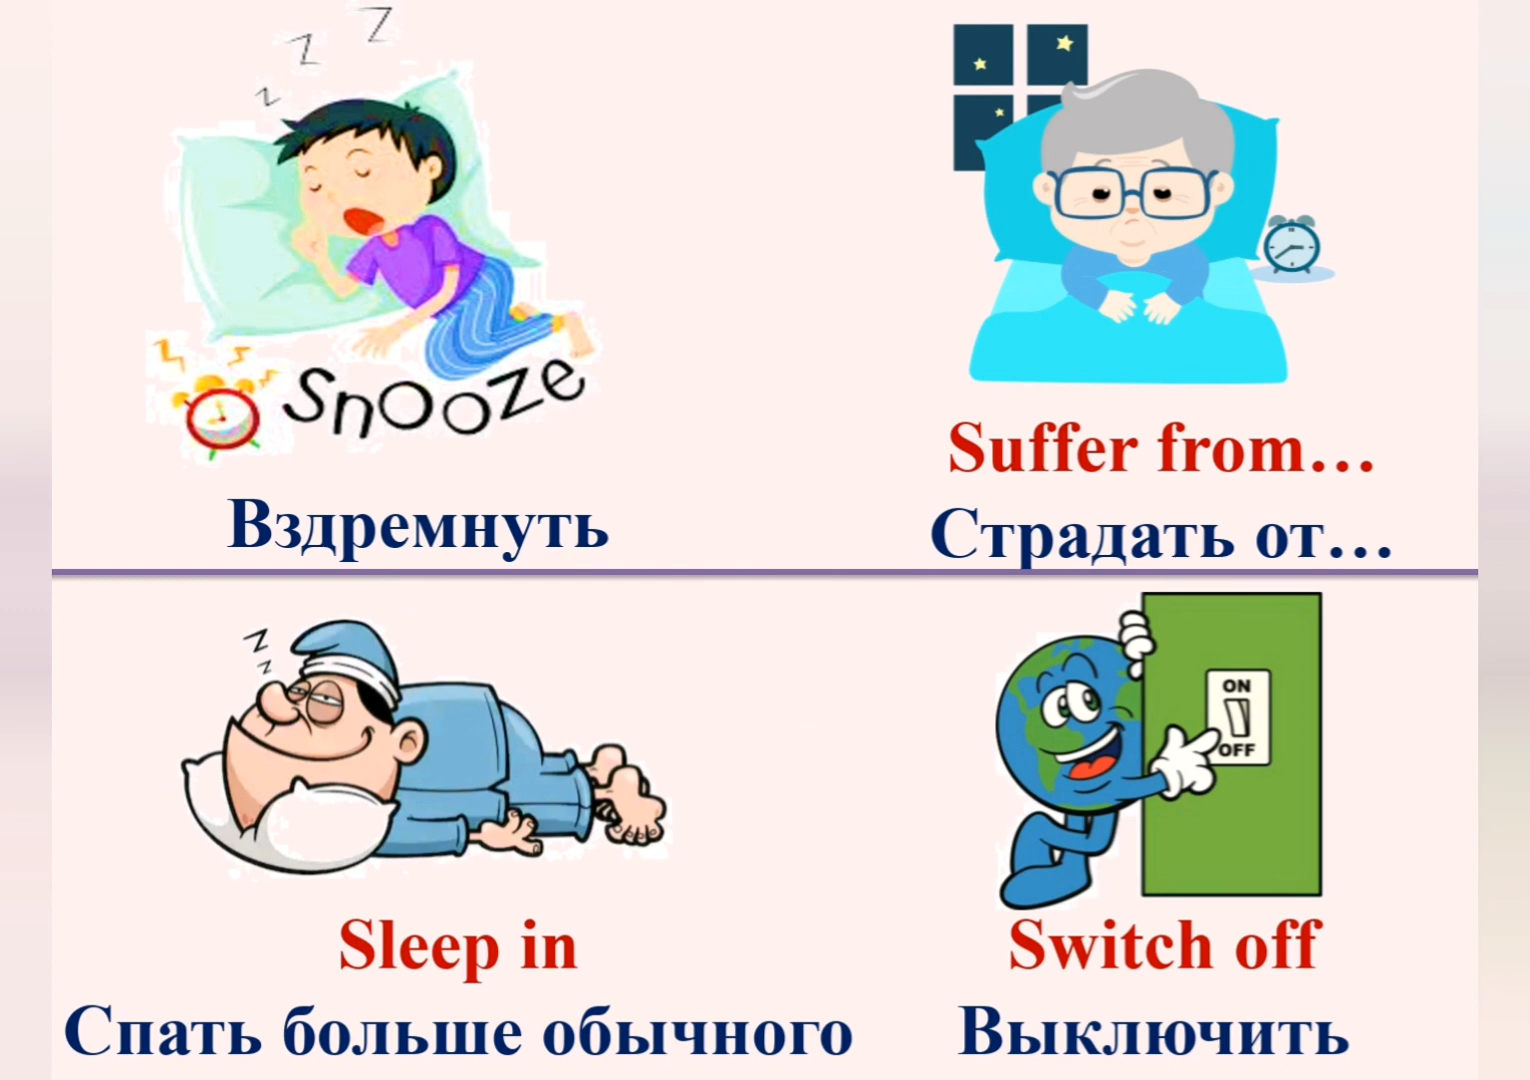 Z
Z
Z
Snooze
Вздремнуть
Suffer from...
Страдать от...
Z
Z
Sleep in
Спать больше обычного
ON
OFF
Switch off
Выключить